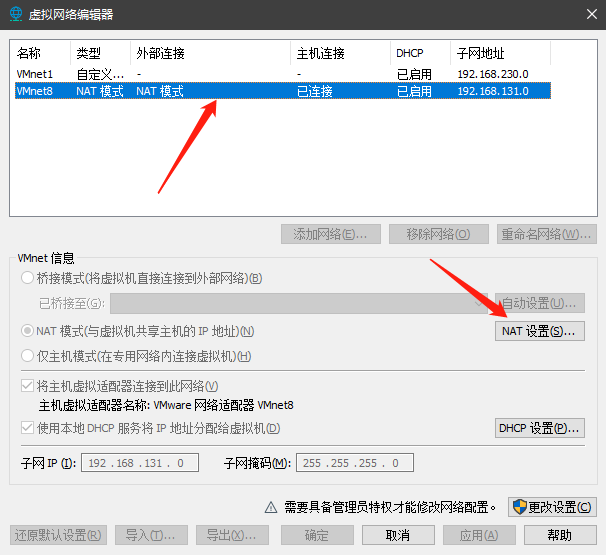 虚拟网络编辑器
名称 类型 外部连接 主机连接 DHCP 子网地址
VMnet1 自定义... - - 已启用 192.168.230.0
VMnet8 NAT 模式 NAT 模式 已连接 已启用 192.168.131.0
添加网络(E)... 移除网络(O) 重命名网络(W)...
VMnet 信息
桥接模式(将虚拟机直接连接到外部网络)(B)
已桥接至(G): 自动设置(U)...
NAT 模式(与虚拟机共享主机的 IP 地址)(N) NAT 设置(S)...
仅主机模式(在专用网络内连接虚拟机)(H)
将主机虚拟适配器连接到此网络(V)
主机虚拟适配器名称: VMware 网络适配器 VMnet8
使用本地 DHCP 服务将 IP 地址分配给虚拟机(D) DHCP 设置(P)...
子网 IP (I): 192 . 168 . 131 . 0 子网掩码(M): 255 . 255 . 255 . 0
需要具备管理员特权才能修改网络配置。 更改设置(C)
还原默认设置(R) 导入(T)... 导出(X)... 确定 取消 应用(A) 帮助